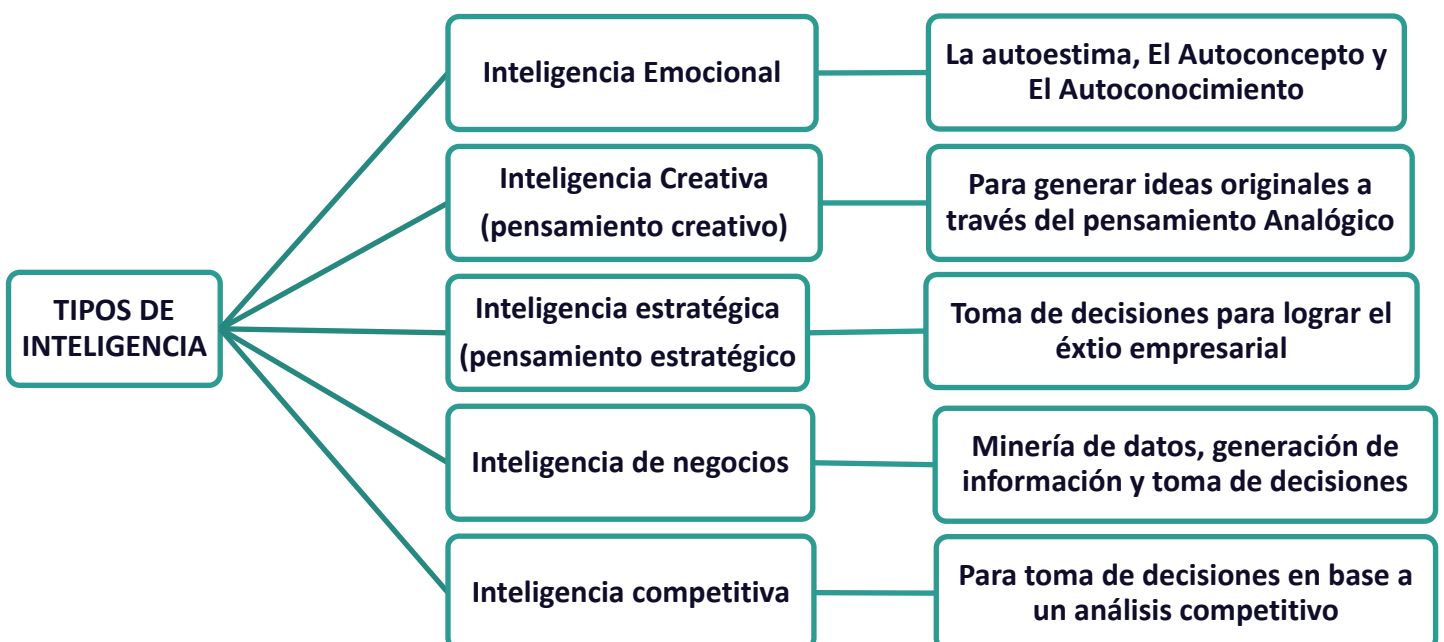 TIPOS DE
INTELIGENCIA
Inteligencia Emocional
La autoestima, El Autoconcepto y
El Autoconocimiento
Inteligencia Creativa
(pensamiento creativo)
Para generar ideas originales a
través del pensamiento Analógico
Inteligencia estratégica
(pensamiento estratégico
Toma de decisiones para lograr el
éxtio empresarial
Inteligencia de negocios
Minería de datos, generación de
información y toma de decisiones
Inteligencia competitiva
Para toma de decisiones en base a
un análisis competitivo